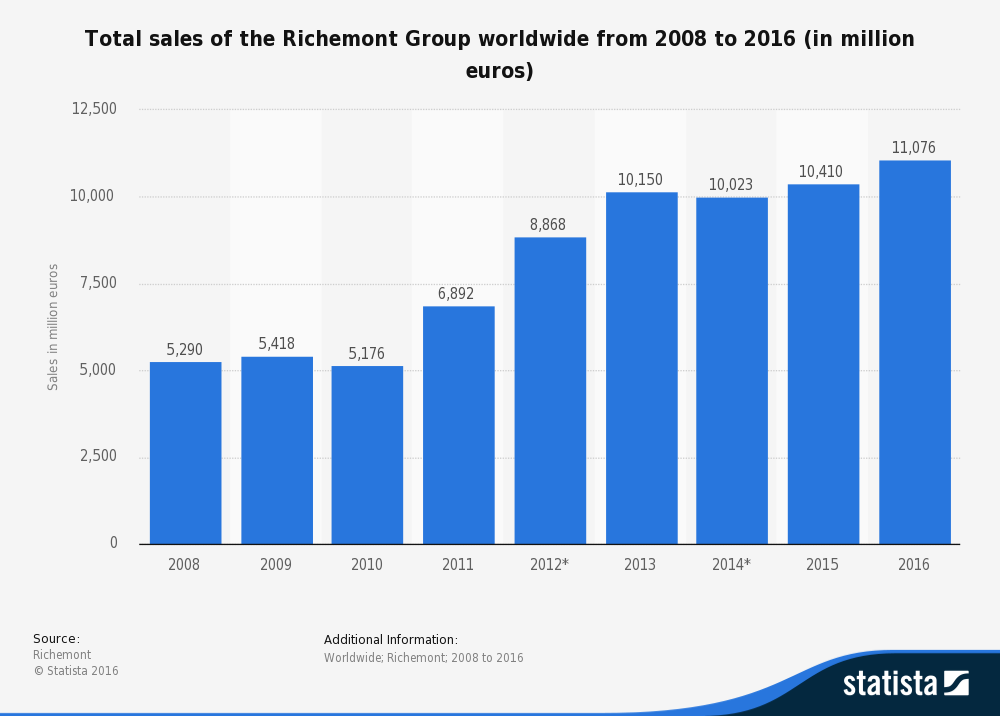 Total sales of the Richemont Group worldwide from 2008 to 2016 (in million
euros)
12,500
10,000
7,500
5,000
2,500
0
Sales in million euros
5,290
5,418
5,176
6,892
8,868
10,150
10,023
10,410
11,076
2008
2009
2010
2011
2012*
2013
2014*
2015
2016
Source:
Richemont
© Statista 2016
Additional Information:
Worldwide; Richemont; 2008 to 2016
statista